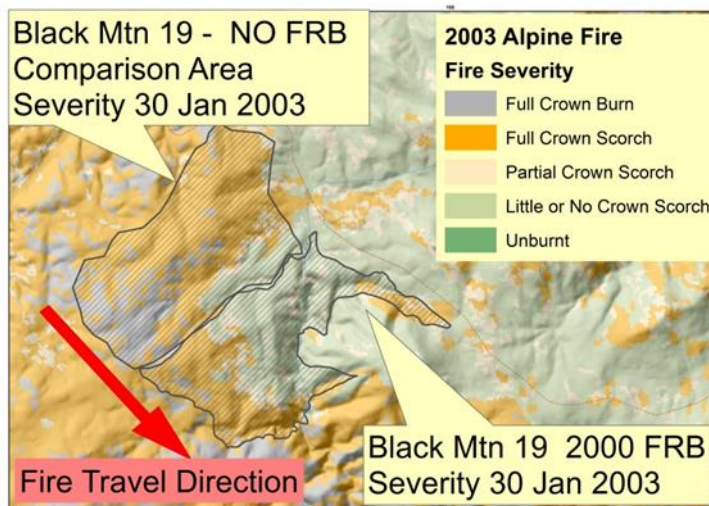 Black Mtn 19 - NO FRB
Comparison Area
Severity 30 Jan 2003
2003 Alpine Fire
Fire Severity
Full Crown Burn
Full Crown Scorch
Partial Crown Scorch
Little or No Crown Scorch
Unburnt
Black Mtn 19 2000 FRB
Severity 30 Jan 2003
Fire Travel Direction